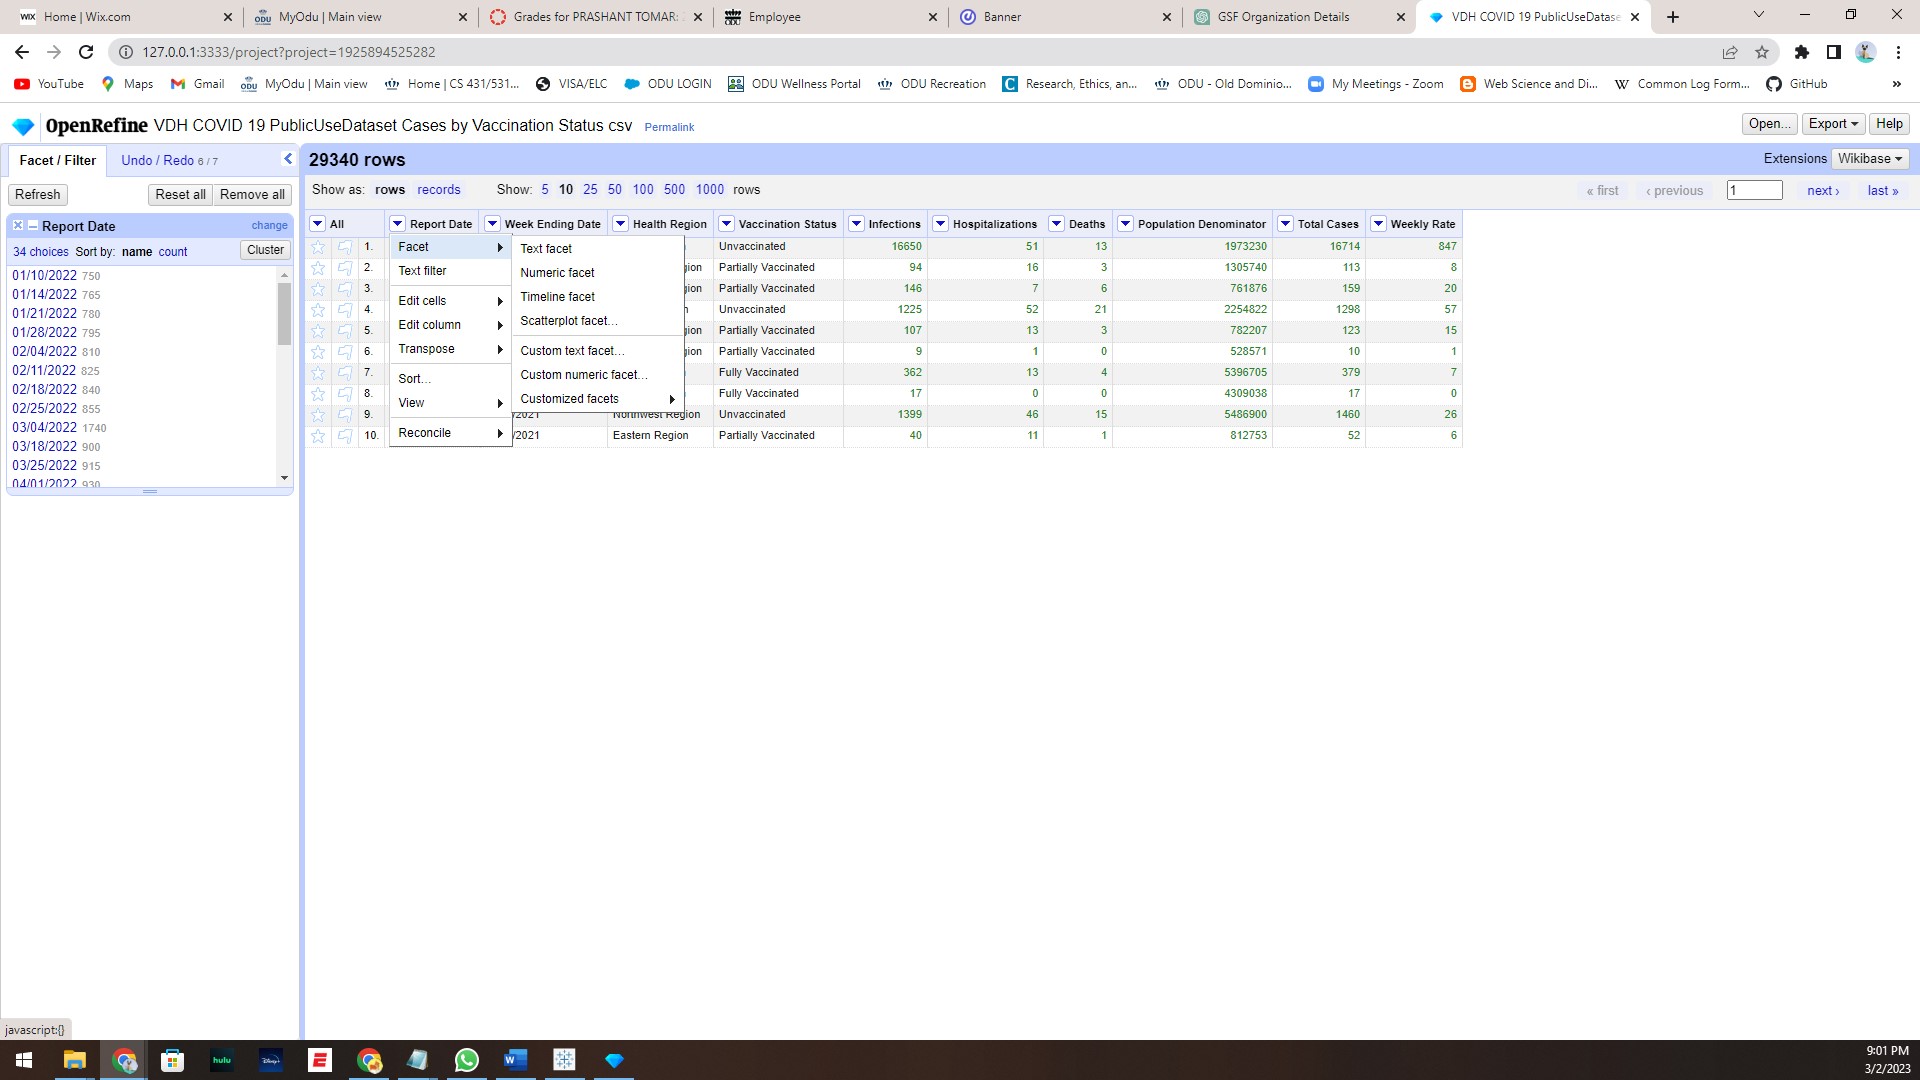 Home | Wix.com
MyOdu | Main view
Grades for PRASHANT TOMAR:
Employee
Banner
GSF Organization Details
VDH COVID 19 PublicUseDatase
127.0.0.1:3333/project?project=1925894525282
YouTube Maps Gmail MyOdu | Main view Home | CS 431/531... VISA/ELC ODU LOGIN ODU Wellness Portal ODU Recreation Research, Ethics, an... ODU - Old Dominio... My Meetings - Zoom Web Science and Di... Common Log Form... GitHub »
OpenRefine VDH COVID 19 PublicUseDataset Cases by Vaccination Status csv Permalink
Open... Export Help
Facet / Filter Undo / Redo 6 / 7
29340 rows
Extensions Wikibase
Refresh Reset all Remove all
Show as: rows records Show: 5 10 25 50 100 500 1000 rows
« first ‹ previous 1 next › last »
Report Date change
34 choices Sort by: name count Cluster
01/10/2022 750
01/14/2022 765
01/21/2022 780
01/28/2022 795
02/04/2022 810
02/11/2022 825
02/18/2022 840
02/25/2022 855
03/04/2022 1740
03/18/2022 900
03/25/2022 915
04/01/2022 930
All Report Date Week Ending Date Health Region Vaccination Status Infections Hospitalizations Deaths Population Denominator Total Cases Weekly Rate
1. Unvaccinated 16650 51 13 1973230 16714 847
2. gion Partially Vaccinated 94 16 3 1305740 113 8
3. Partially Vaccinated 146 7 6 761876 159 20
4. n Unvaccinated 1225 52 21 2254822 1298 57
5. gion Partially Vaccinated 107 13 3 782207 123 15
6. gion Partially Vaccinated 9 1 0 528571 10 1
7. Fully Vaccinated 362 13 4 5396705 379 7
8. Fully Vaccinated 17 0 0 4309038 17 0
9. /2021 Northwest Region Unvaccinated 1399 46 15 5486900 1460 26
10. /2021 Eastern Region Partially Vaccinated 40 11 1 812753 52 6
Facet
Text filter
Edit cells
Edit column
Transpose
Sort...
View
Reconcile
Text facet
Numeric facet
Timeline facet
Scatterplot facet...
Custom text facet...
Custom numeric facet...
Customized facets
javascript:{}
hulu
Disney+
9:01 PM
3/2/2023